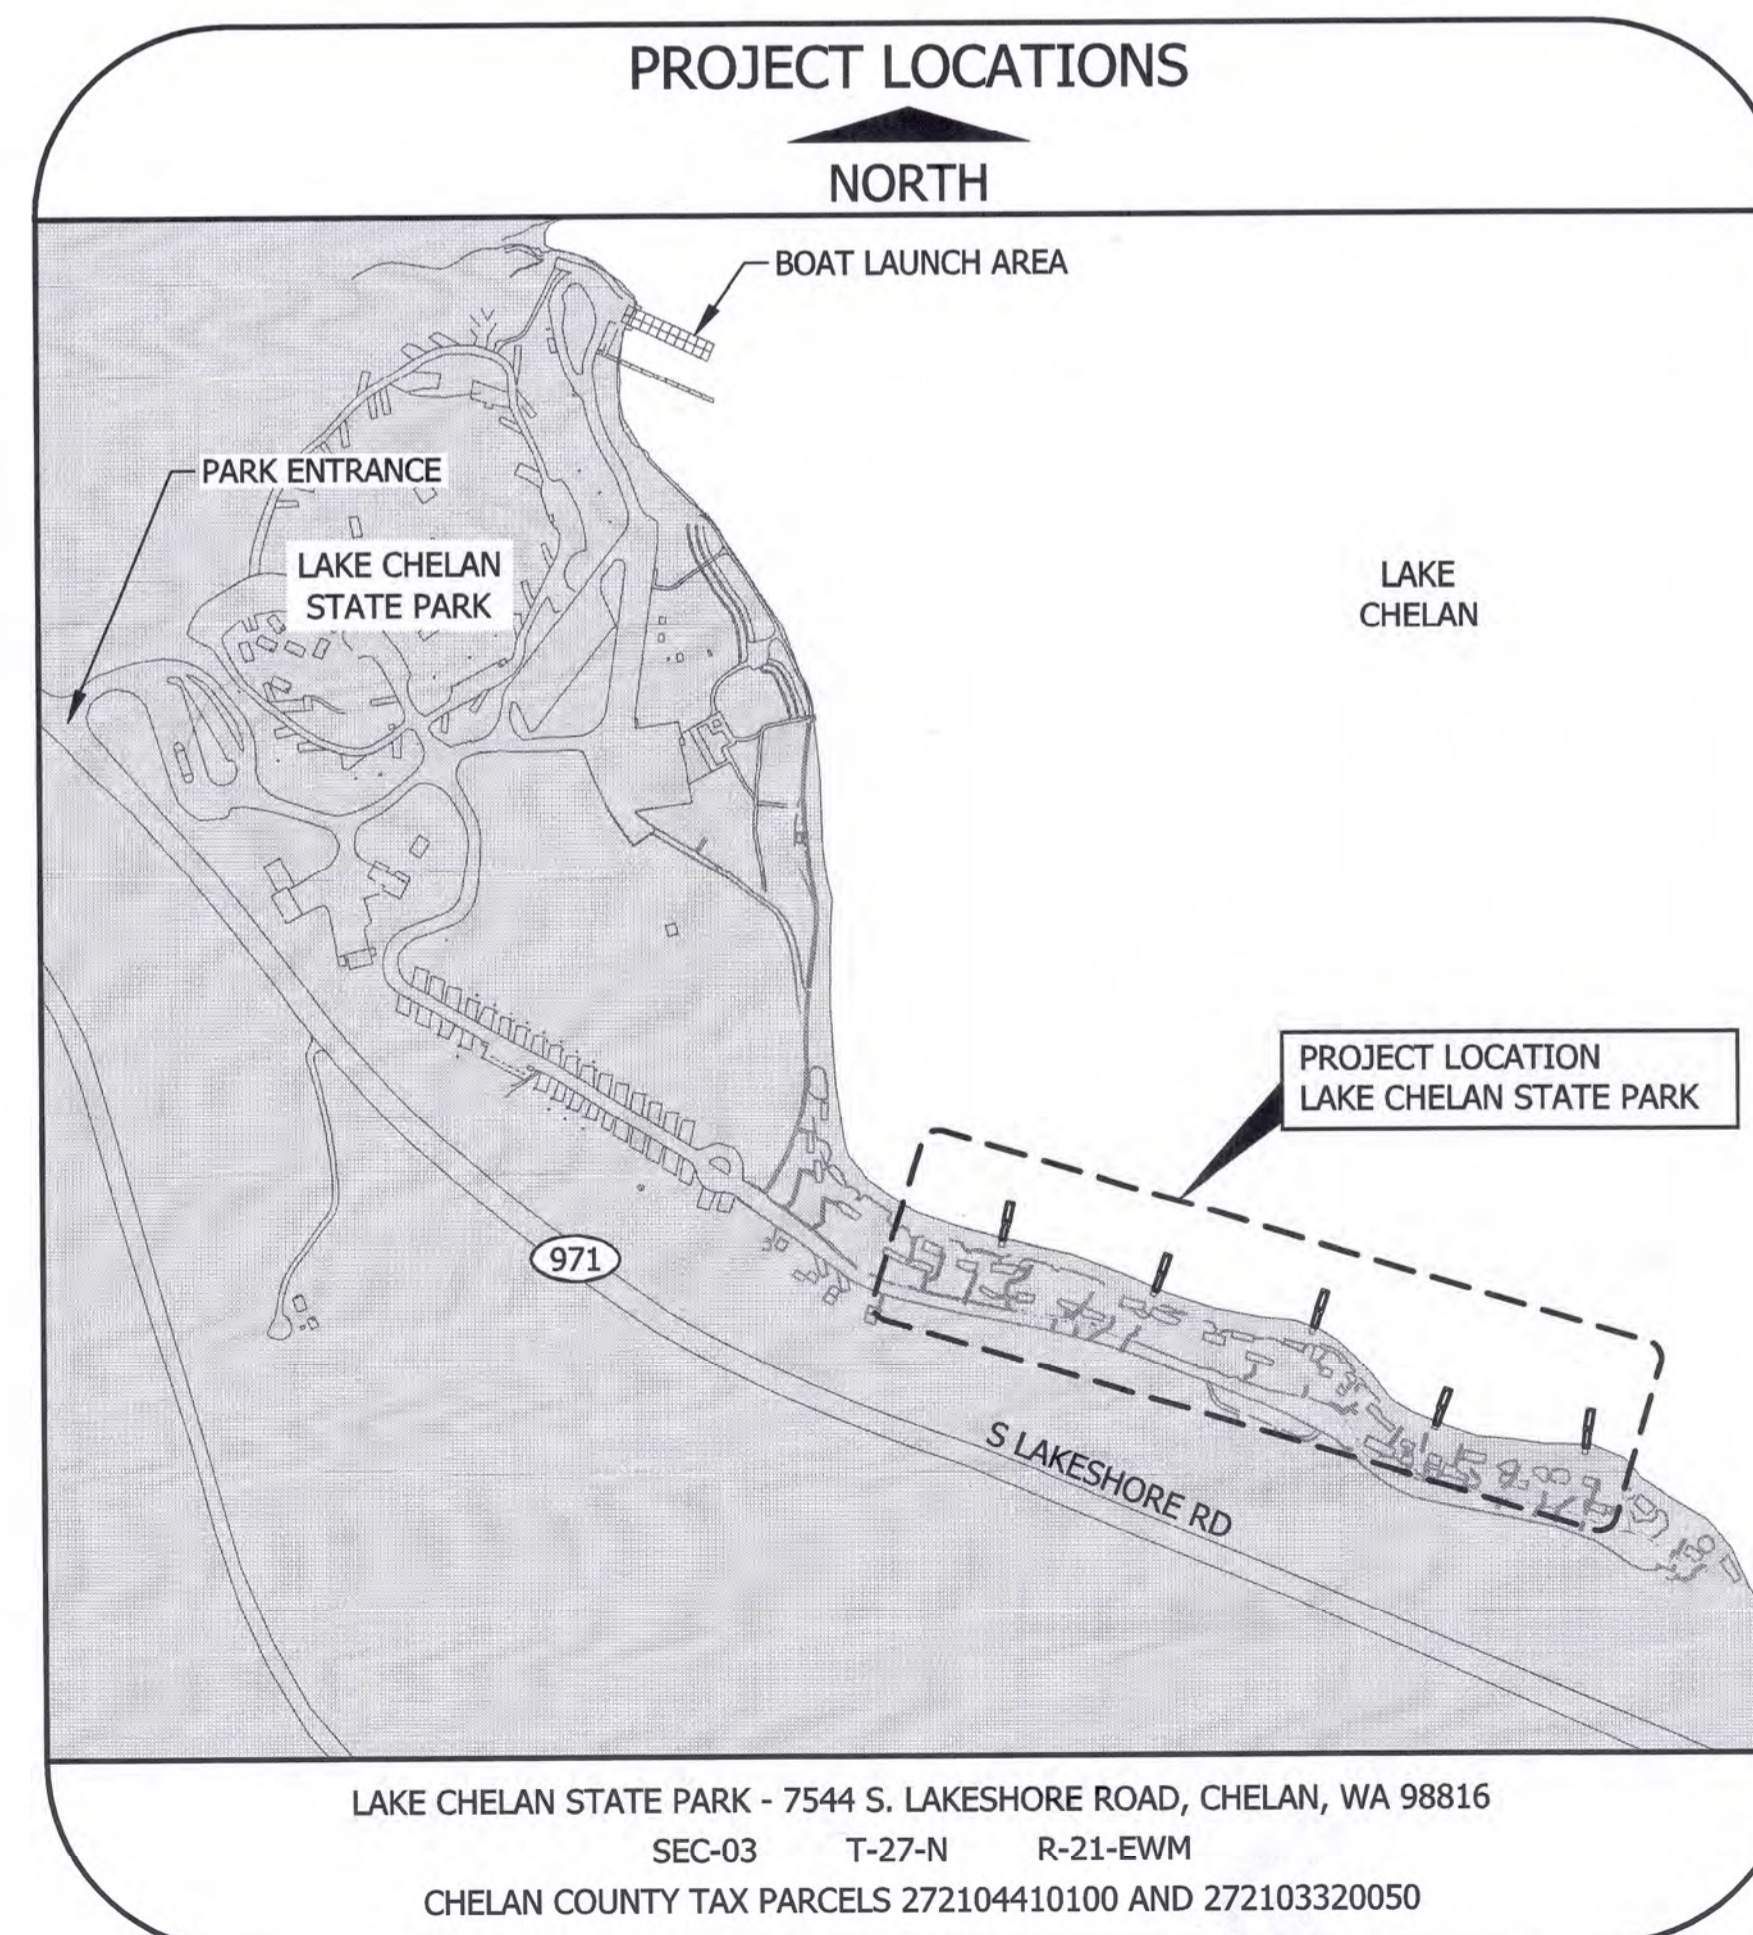 PROJECT LOCATIONS
NORTH
BOAT LAUNCH AREA
PARK ENTRANCE
LAKE CHELAN
STATE PARK
LAKE
CHELAN
PROJECT LOCATION
LAKE CHELAN STATE PARK
971
S LAKESHORE RD
LAKE CHELAN STATE PARK - 7544 S. LAKESHORE ROAD, CHELAN, WA 98816
SEC-03 T-27-N R-21-EWM
CHELAN COUNTY TAX PARCELS 272104410100 AND 272103320050